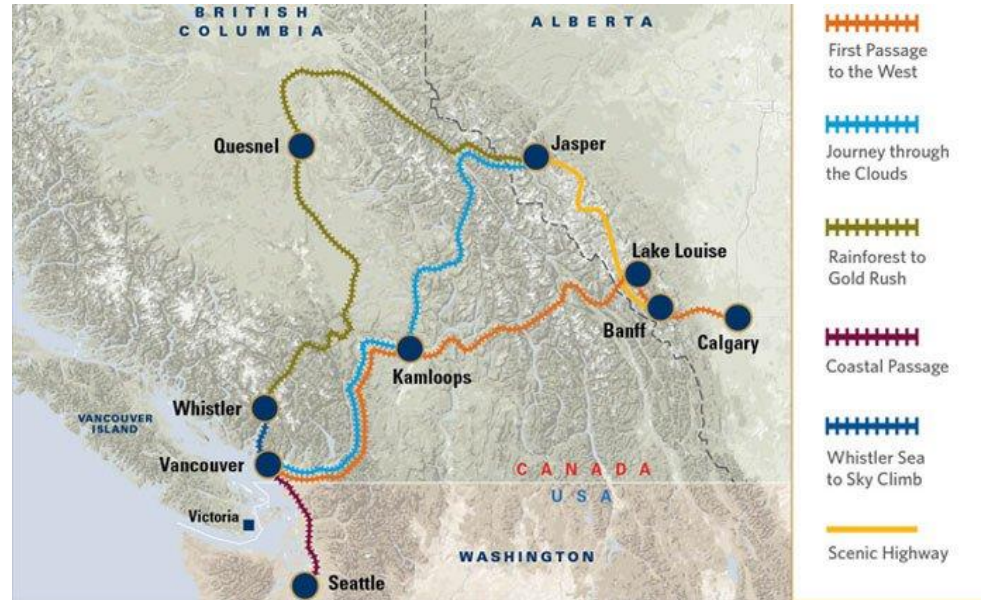 BRITISH
COLUMBIA
ALBERTA
Quesnel
Jasper
Lake Louise
Banff
Calgary
Kamloops
Whistler
VANCOUVER
ISLAND
Vancouver
CANADA
USA
Victoria
WASHINGTON
Seattle
First Passage
to the West
Journey through
the Clouds
Rainforest to
Gold Rush
Coastal Passage
Whistler Sea
to Sky Climb
Scenic Highway